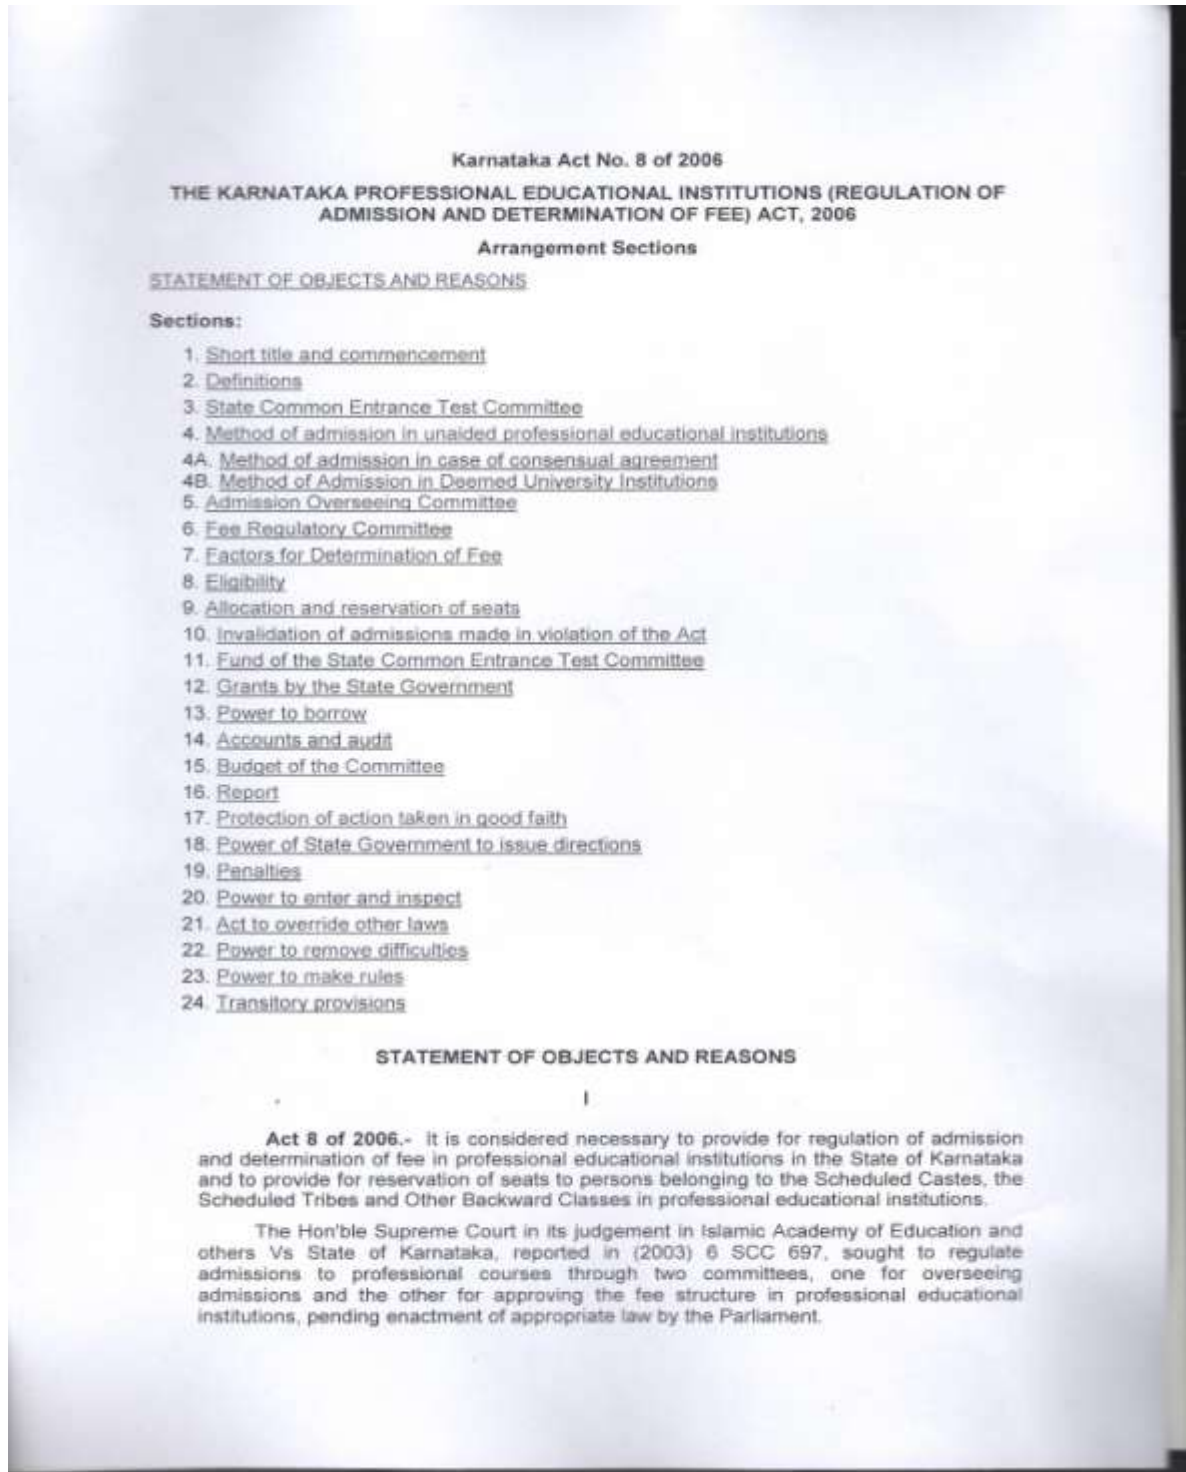 Karnataka Act No. 8 of 2006
THE KARNATAKA PROFESSIONAL EDUCATIONAL INSTITUTIONS (REGULATION OF
ADMISSION AND DETERMINATION OF FEE) ACT, 2006
Arrangement Sections
STATEMENT OF OBJECTS AND REASONS
Sections:
1. Short title and commencement
2. Definitions
3. State Common Entrance Test Committee
4. Method of admission in unaided professional educational institutions
4A. Method of admission in case of consensual agreement
4B. Method of Admission in Deemed University Institutions
5. Admission Overseeing Committee
6. Fee Regulatory Committee
7. Factors for Determination of Fee
8. Eligibility
9. Allocation and reservation of seats
10. Invalidation of admissions made in violation of the Act
11. Fund of the State Common Entrance Test Committee
12. Grants by the State Government
13. Power to borrow
14. Accounts and audit
15. Budget of the Committee
16. Report
17. Protection of action taken in good faith
18. Power of State Government to issue directions
19. Penalties
20. Power to enter and inspect
21. Act to override other laws
22. Power to remove difficulties
23. Power to make rules
24. Transitory provisions
STATEMENT OF OBJECTS AND REASONS
I
Act 8 of 2006.- It is considered necessary to provide for regulation of admission
and determination of fee in professional educational institutions in the State of Karnataka
and to provide for reservation of seats to persons belonging to the Scheduled Castes, the
Scheduled Tribes and Other Backward Classes in professional educational institutions.
The Hon'ble Supreme Court in its judgement in Islamic Academy of Education and
others Vs State of Karnataka, reported in (2003) 6 SCC 697, sought to regulate
admissions to professional courses through two committees, one for overseeing
admissions and the other for approving the fee structure in professional educational
institutions, pending enactment of appropriate law by the Parliament.